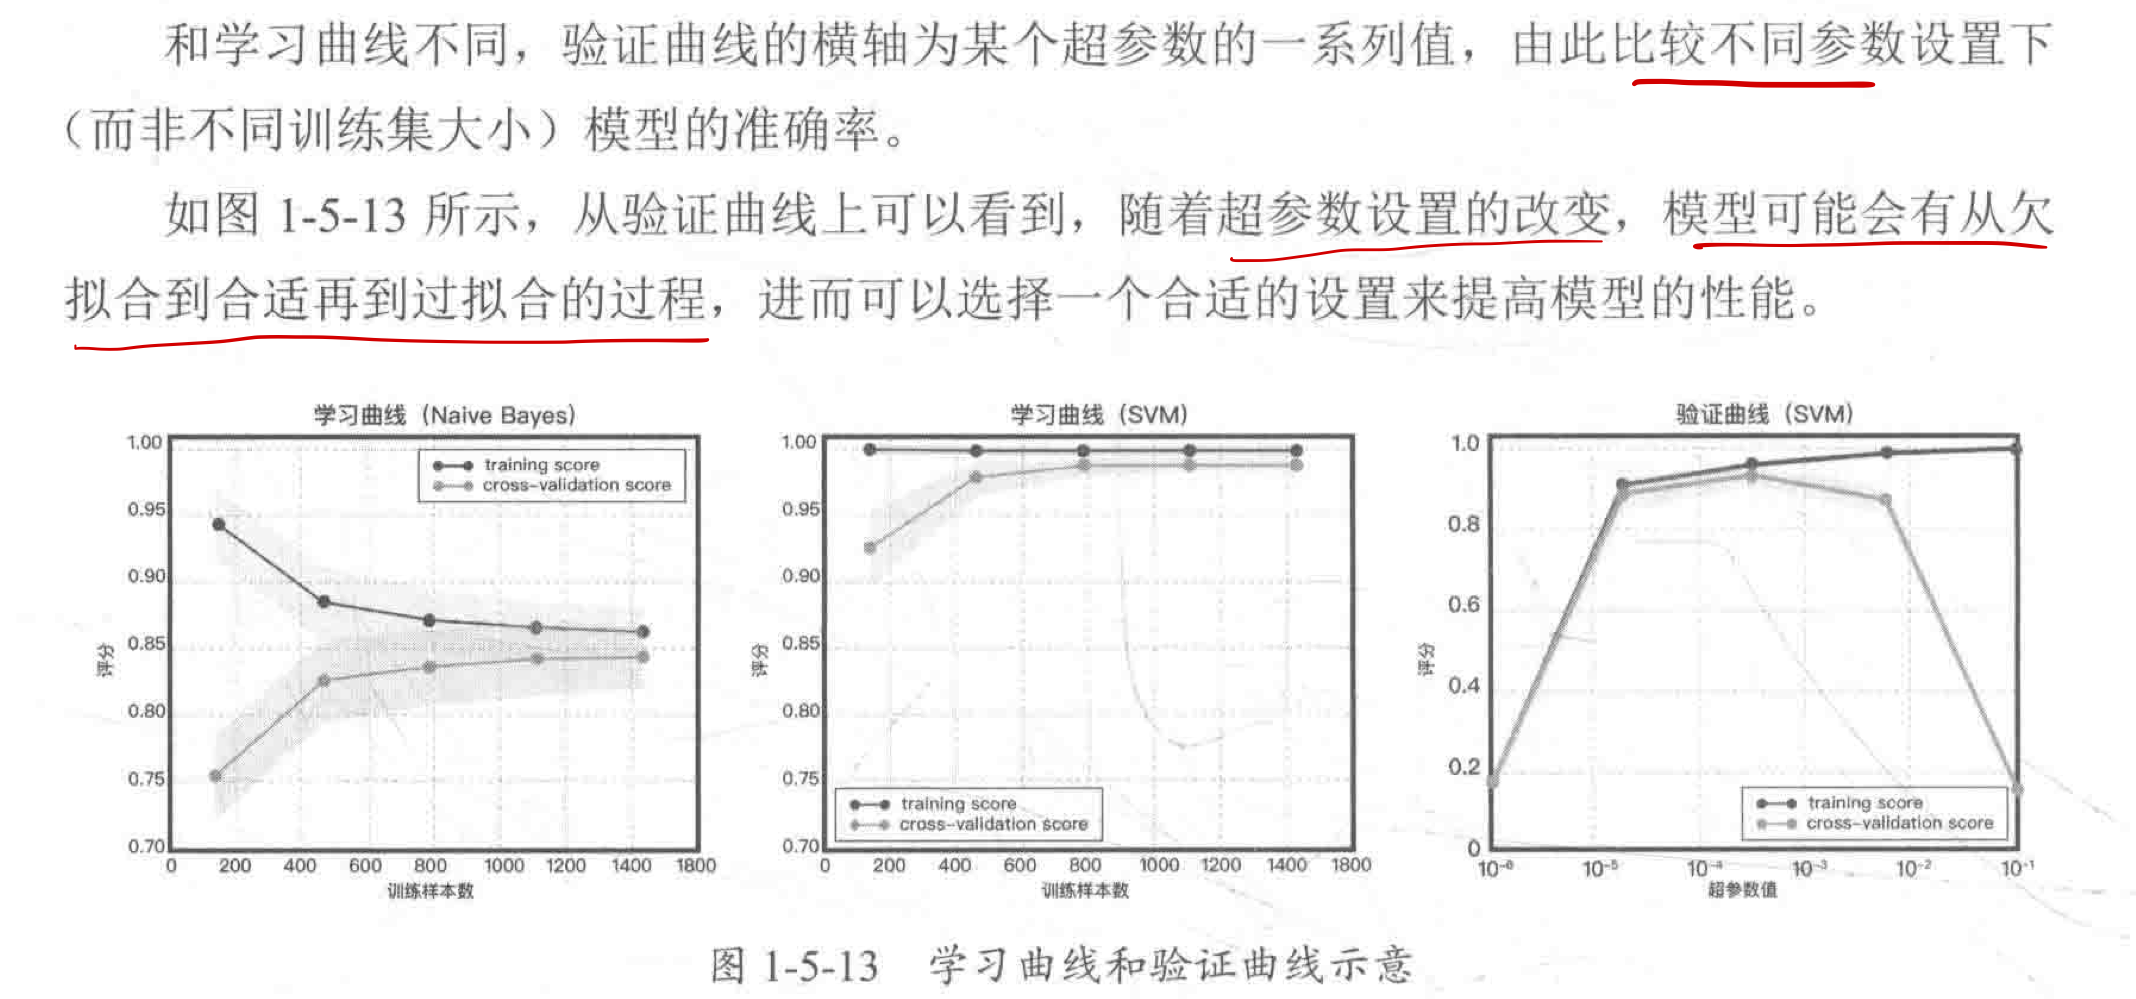 和学习曲线不同，验证曲线的横轴为某个超参数的一系列值，由此比较不同参数设置下
（而非不同训练集大小）模型的准确率。
如图 1-5-13 所示，从验证曲线上可以看到，随着超参数设置的改变，模型可能会有从欠
拟合到合适再到过拟合的过程，进而可以选择一个合适的设置来提高模型的性能。
学习曲线（Naive Bayes）
1.00
0.95
0.90
0.85
0.80
0.75
0.70
评分
training score
cross-validation score
0 200 400 600 800 1000 1200 1400 1800
训练样本数
学习曲线（SVM）
1.00
0.95
0.90
0.85
0.80
0.75
0.70
评分
training score
cross-validation score
0 200 400 600 800 1000 1200 1400 1800
训练样本数
验证曲线（SVM）
1.0
0.8
0.6
0.4
0.2
0
评分
training score
cross-validation score
10⁻⁶ 10⁻⁵ 10⁻⁴ 10⁻³ 10⁻² 10⁻¹
超参数值
图 1-5-13 学习曲线和验证曲线示意